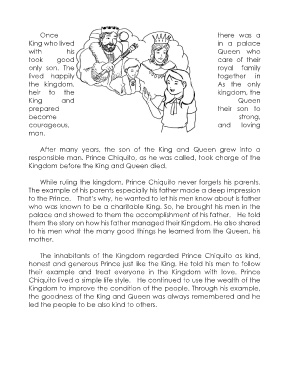 Once there was a
King who lived in a palace
with his Queen who
took good care of their
only son. The royal family
lived happily together in
the kingdom. As the only
heir to the kingdom, the
King and Queen
prepared their son to
become strong,
courageous, and loving
man.
After many years, the son of the King and Queen grew into a
responsible man. Prince Chiquito, as he was called, took charge of the
Kingdom before the King and Queen died.
While ruling the kingdom, Prince Chiquito never forgets his parents.
The example of his parents especially his father made a deep impression
to the Prince. That's why, he wanted to let his men know about is father
who was known to be a charitable King. So, he brought his men in the
palace and showed to them the accomplishment of his father. He told
them the story on how his father managed their Kingdom. He also shared
to his men what the many good things he learned from the Queen, his
mother.
The inhabitants of the Kingdom regarded Prince Chiquito as kind,
honest and generous Prince just like the King. He told his men to follow
their example and treat everyone in the Kingdom with love. Prince
Chiquito lived a simple life style. He continued to use the wealth of the
Kingdom to improve the condition of the people. Through his example,
the goodness of the King and Queen was always remembered and he
led the people to be also kind to others.